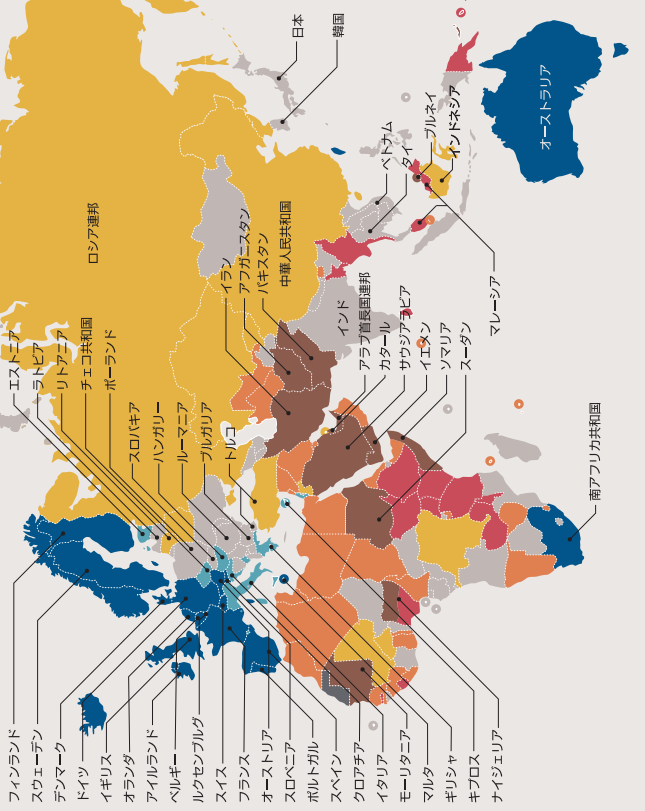 日本
韓国
オーストラリア
ベトナム
タイ
ブルネイ
インドネシア
マレーシア
ロシア連邦
中華人民共和国
イラン
アフガニスタン
パキスタン
インド
アラブ首長国連邦
カタール
サウジアラビア
イエメン
ソマリア
スーダン
南アフリカ共和国
エストニア
ラトビア
リトアニア
チェコ共和国
ポーランド
スロバキア
ハンガリー
ルーマニア
ブルガリア
トルコ
フィンランド
スウェーデン
デンマーク
ドイツ
イギリス
オランダ
アイルランド
ベルギー
ルクセンブルグ
スイス
フランス
オーストリア
スロベニア
ポルトガル
スペイン
クロアチア
イタリア
モーリタニア
マルタ
ギリシャ
キプロス
ナイジェリア